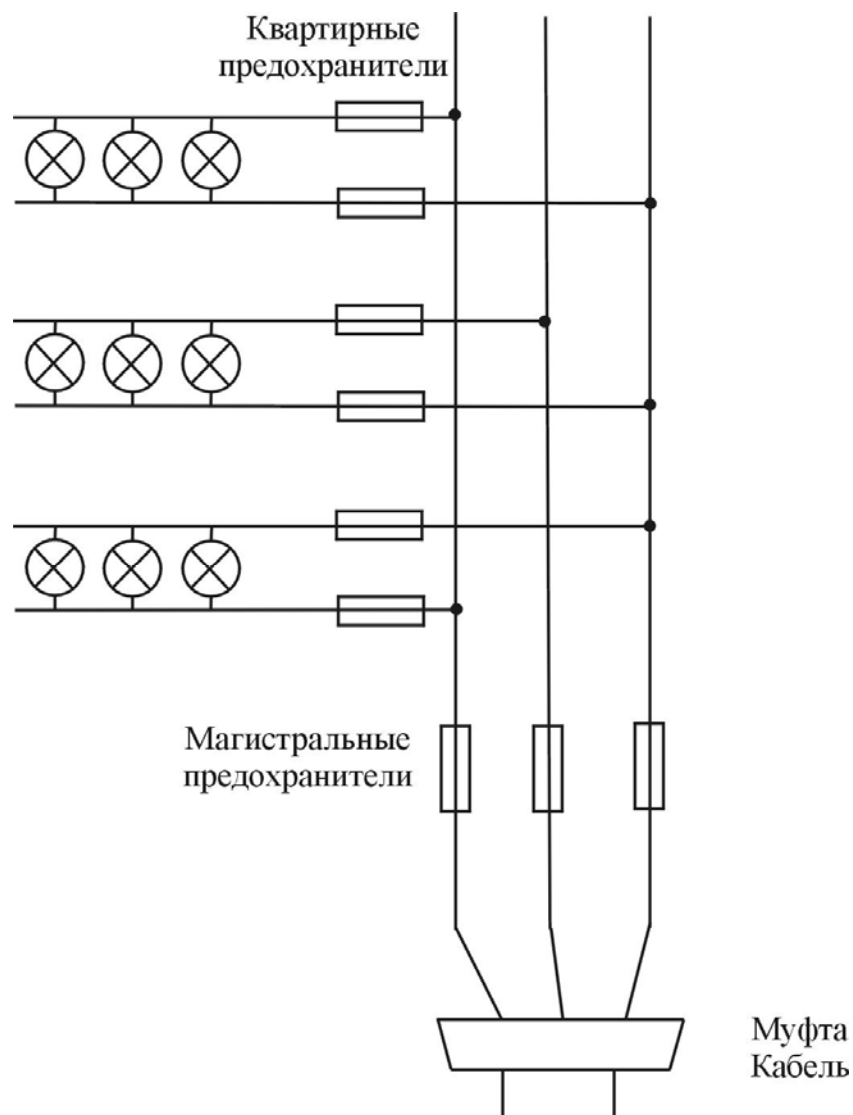 Квартирные
предохранители
Магистральные
предохранители
Муфта
Кабель